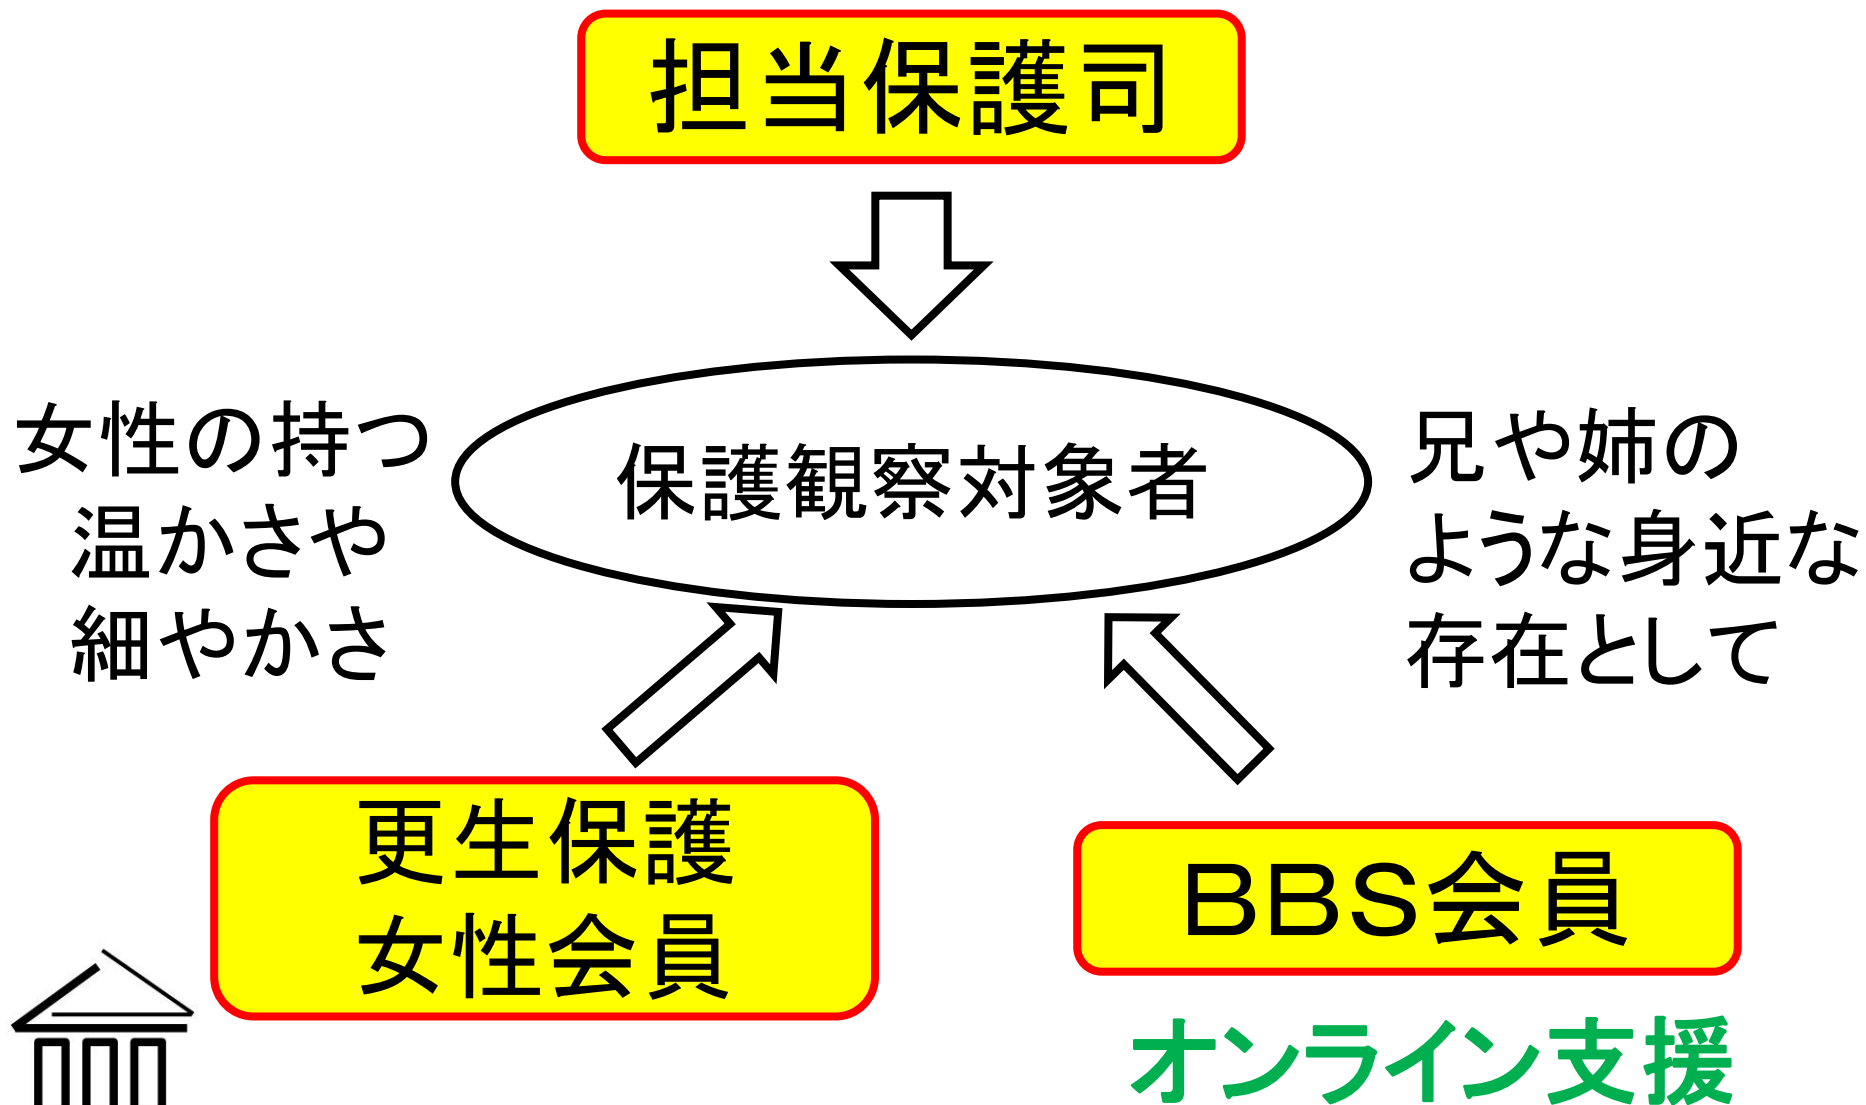 担当保護司
女性の持つ
温かさや
細やかさ
保護観察対象者
兄や姉の
ような身近な
存在として
更生保護
女性会員
BBS会員
オンライン支援